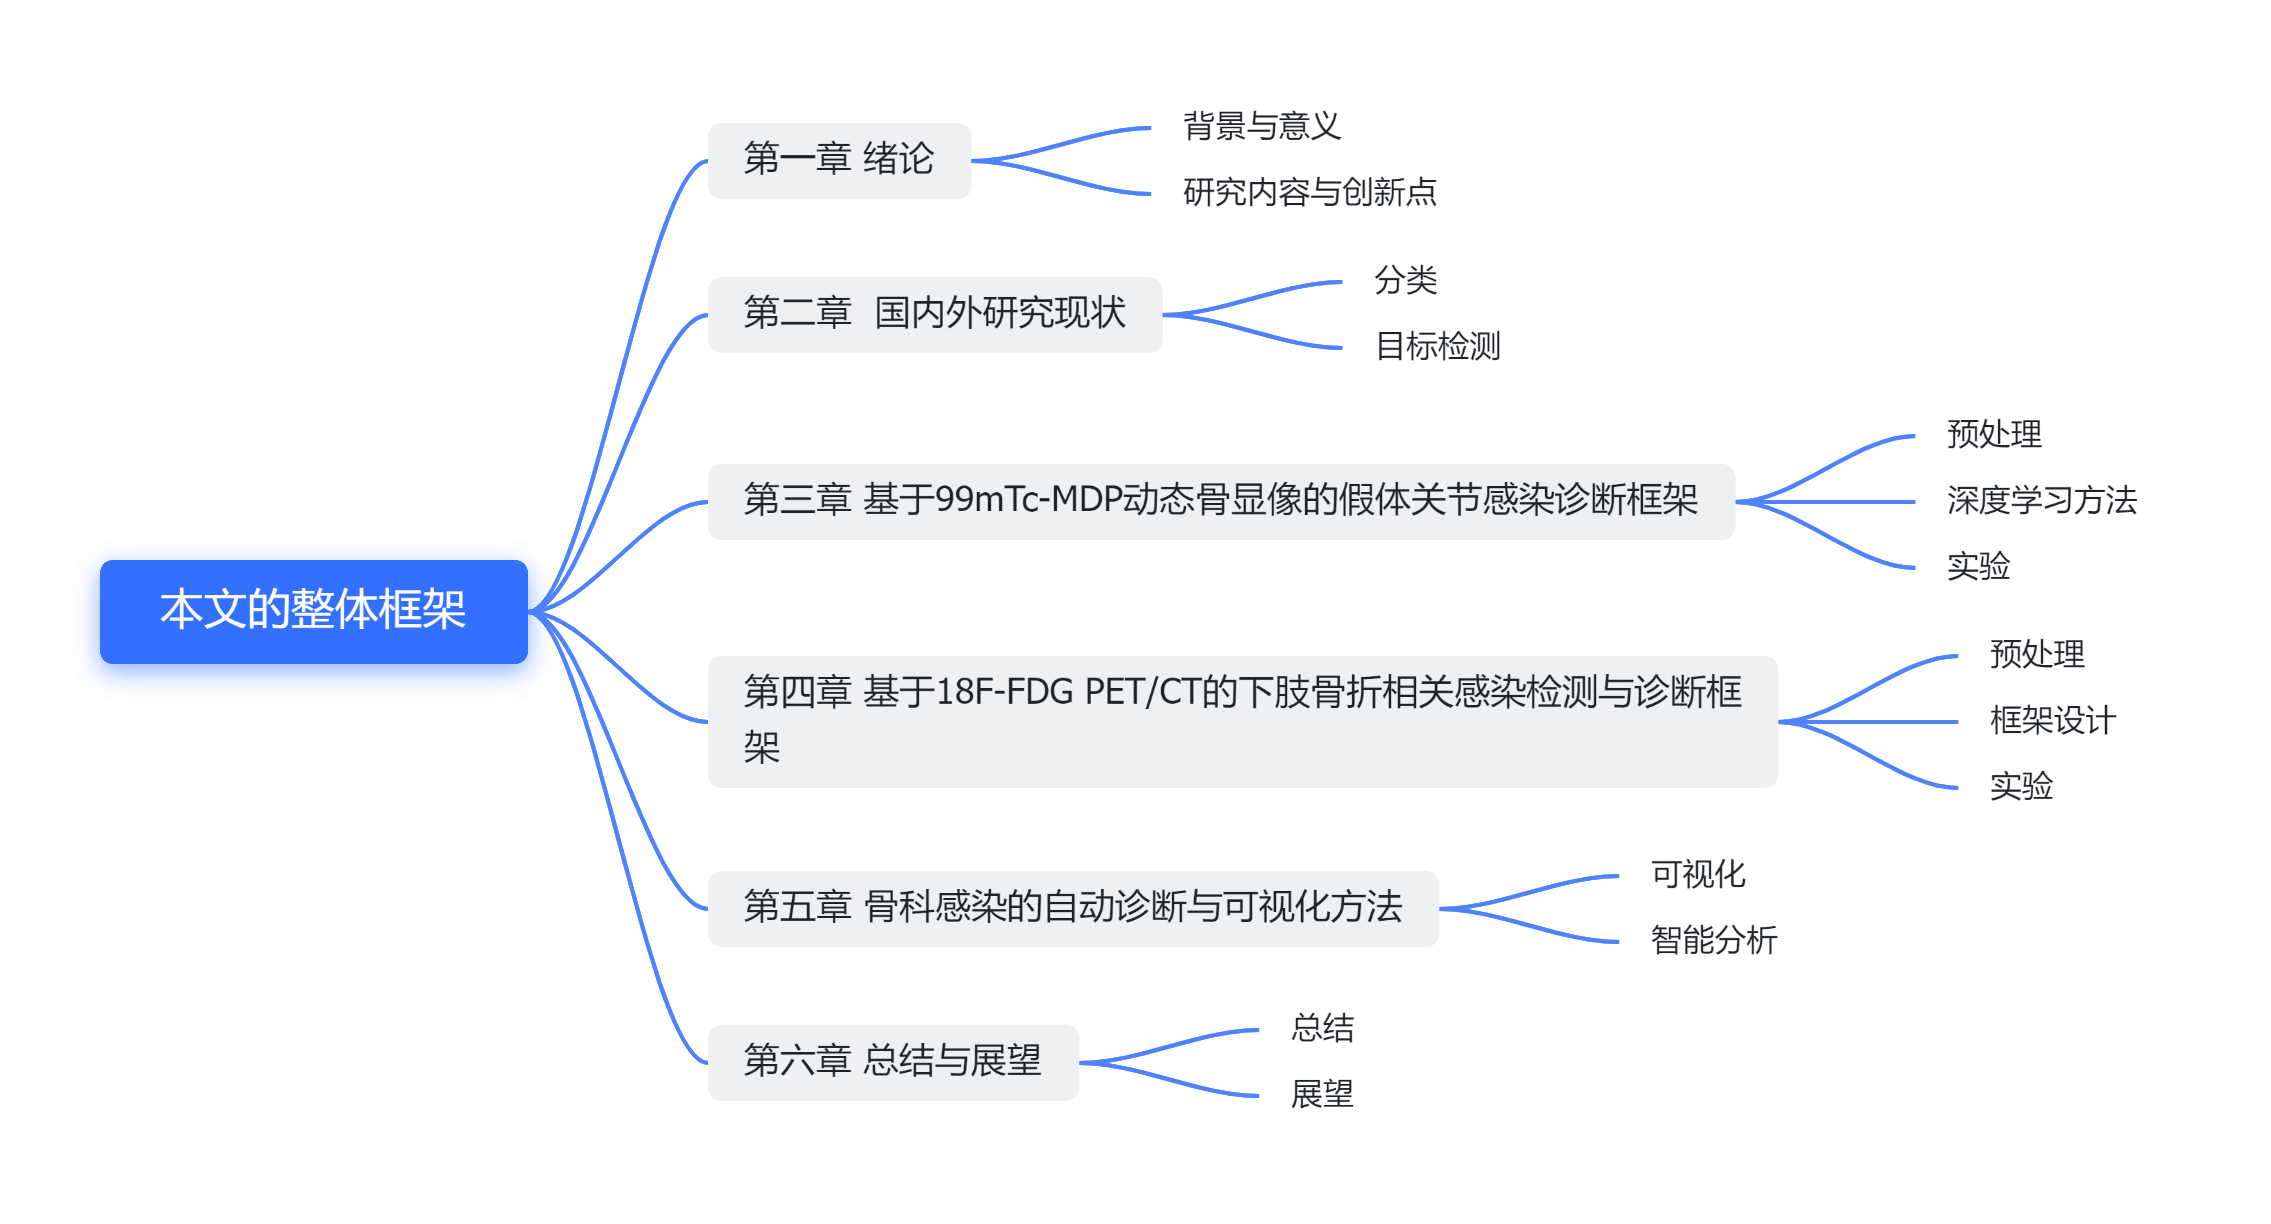 本文的整体框架
第一章 绪论
背景与意义
研究内容与创新点
第二章  国内外研究现状
分类
目标检测
第三章 基于99mTc-MDP动态骨显像的假体关节感染诊断框架
预处理
深度学习方法
实验
第四章 基于18F-FDG PET/CT的下肢骨折相关感染检测与诊断框
架
预处理
框架设计
实验
第五章 骨科感染的自动诊断与可视化方法
可视化
智能分析
第六章 总结与展望
总结
展望